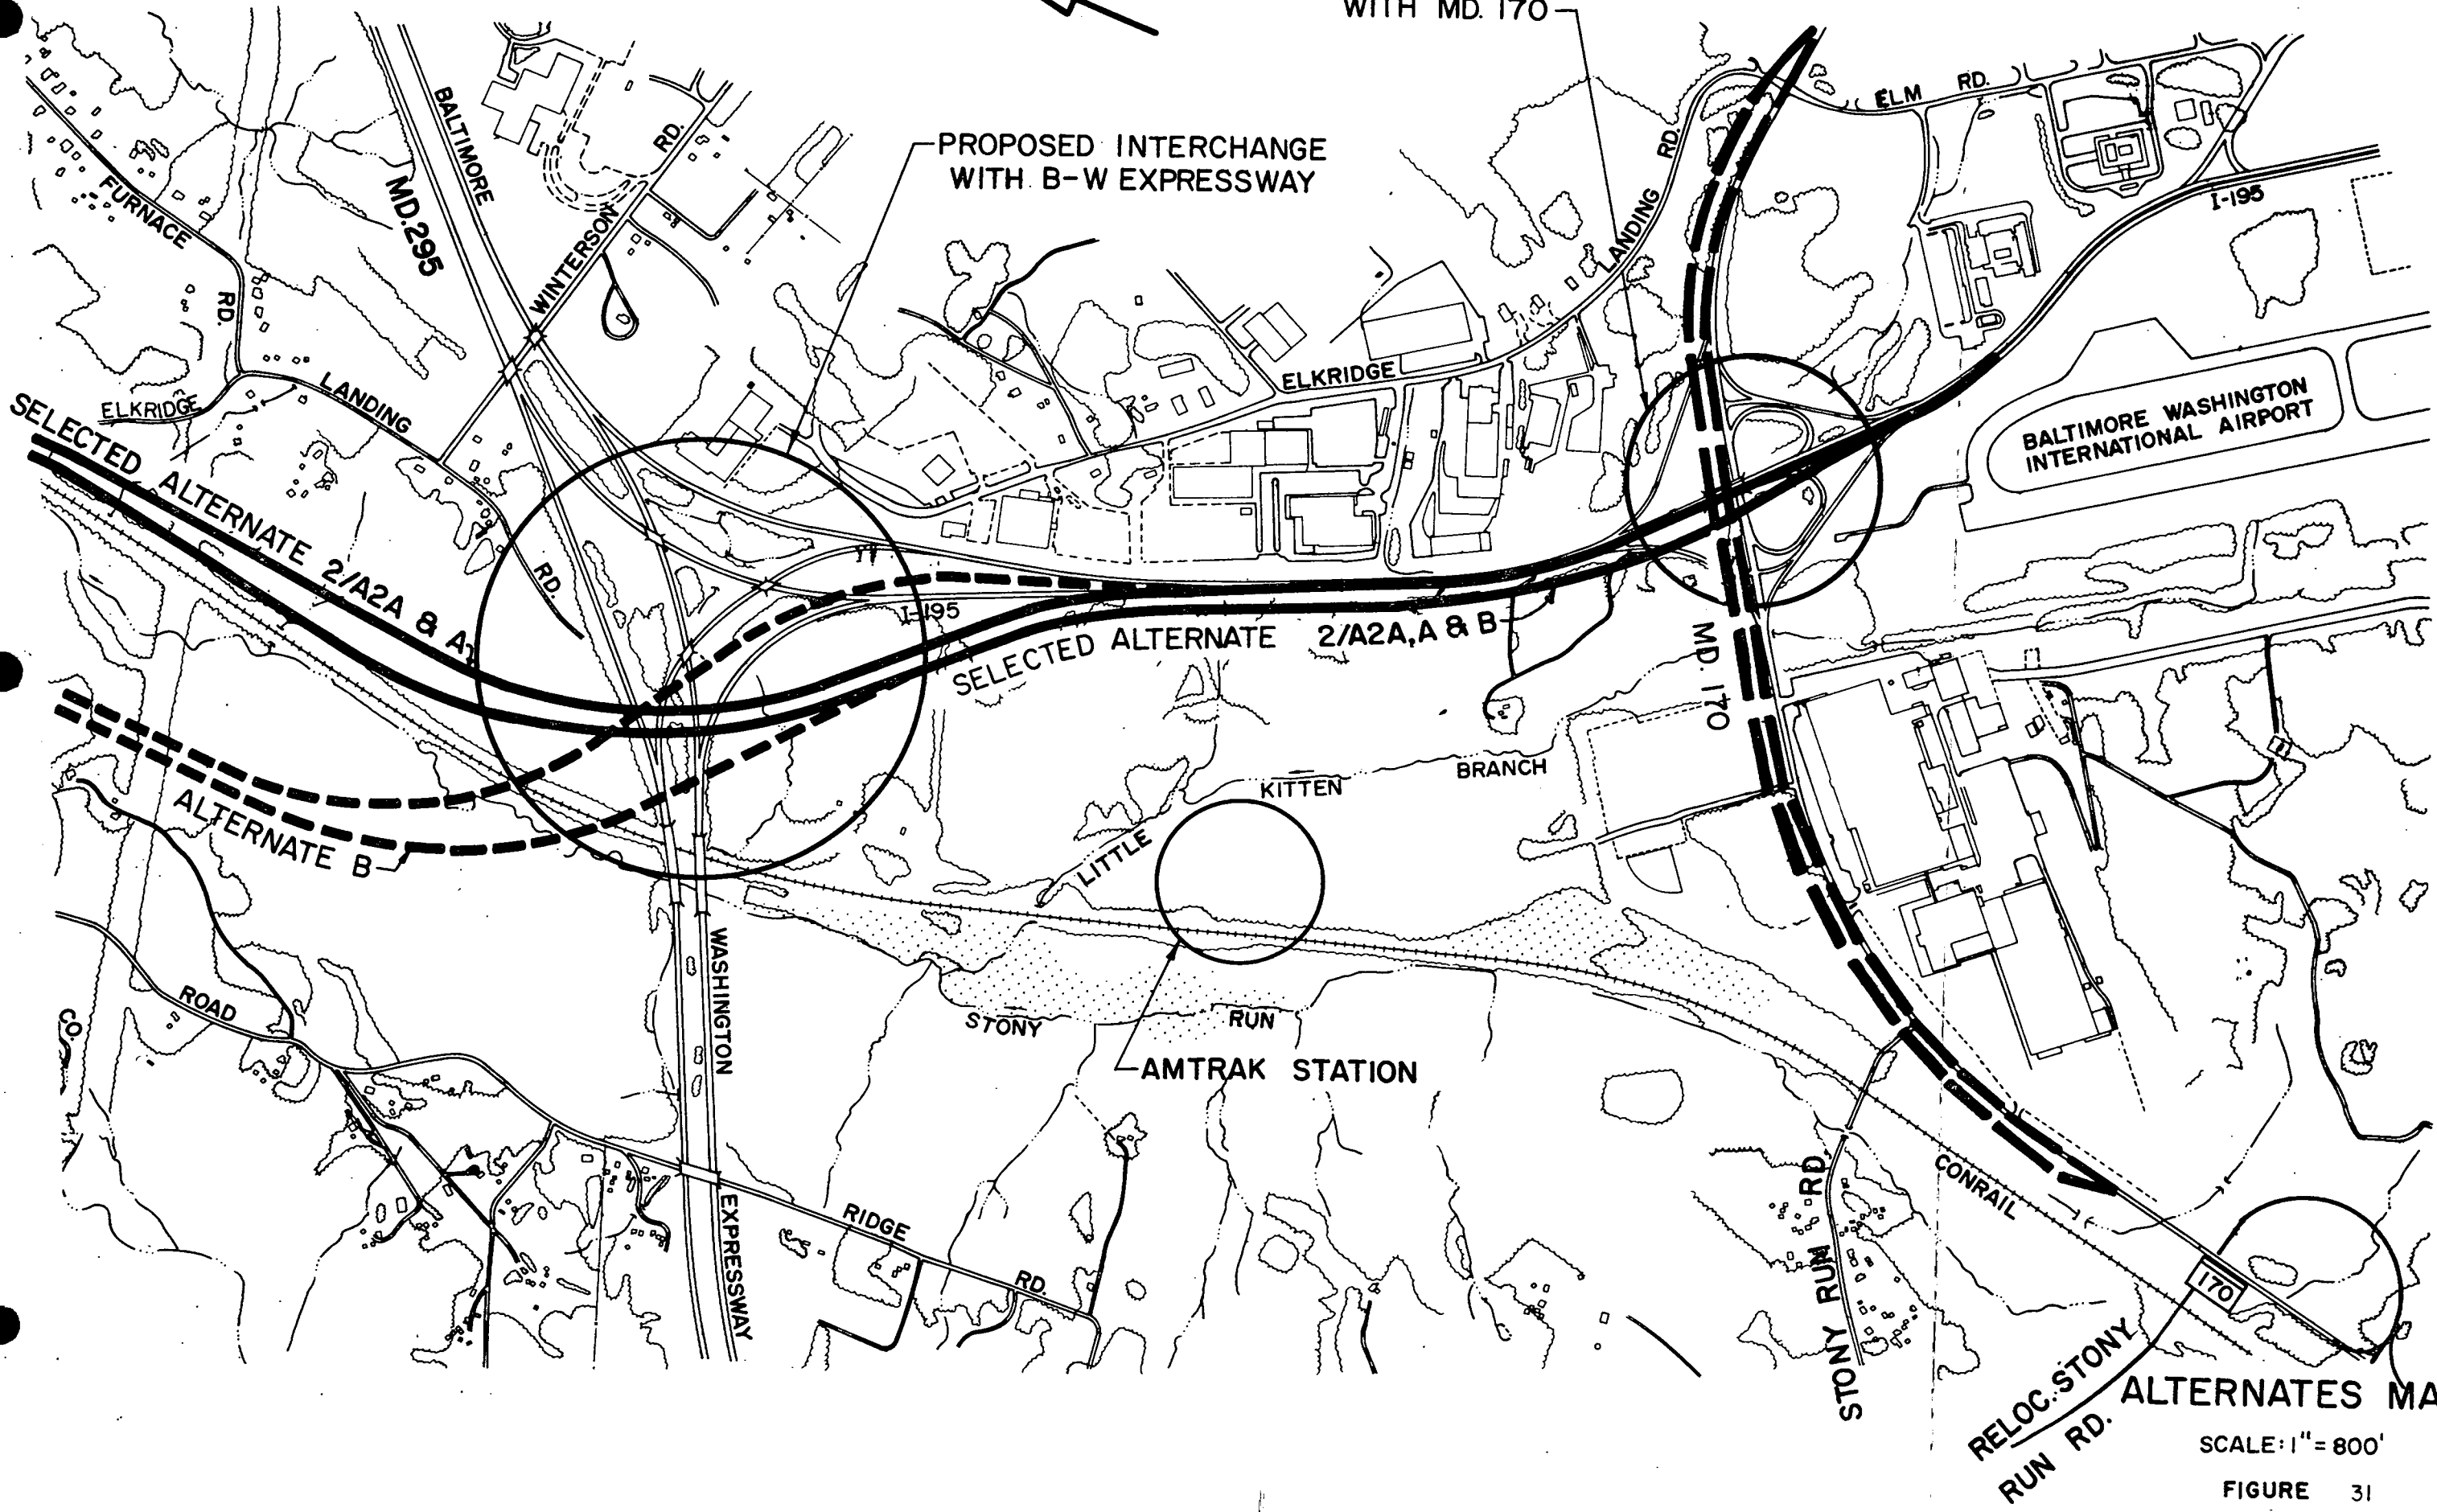 WITH MD. 170
ELM RD.
BALTIMORE
RD.
PROPOSED INTERCHANGE
WITH B-W EXPRESSWAY
RD.
LANDING
FURNACE
RD.
MD.295
WINTERSON
I-195
ELKRIDGE
LANDING
RD.
ELKRIDGE
BALTIMORE WASHINGTON
INTERNATIONAL AIRPORT
SELECTED ALTERNATE 2/A2A & A
I-195
SELECTED ALTERNATE 2/A2A, A & B
MD. 170
ALTERNATE B
LITTLE
KITTEN
BRANCH
WASHINGTON
ROAD
CO.
STONY
RUN
AMTRAK STATION
EXPRESSWAY
RIDGE
RD.
STONY RUN RD
CONRAIL
170
RELOC. STONY
RUN RD.
ALTERNATES MA
SCALE: 1" = 800'
FIGURE 31